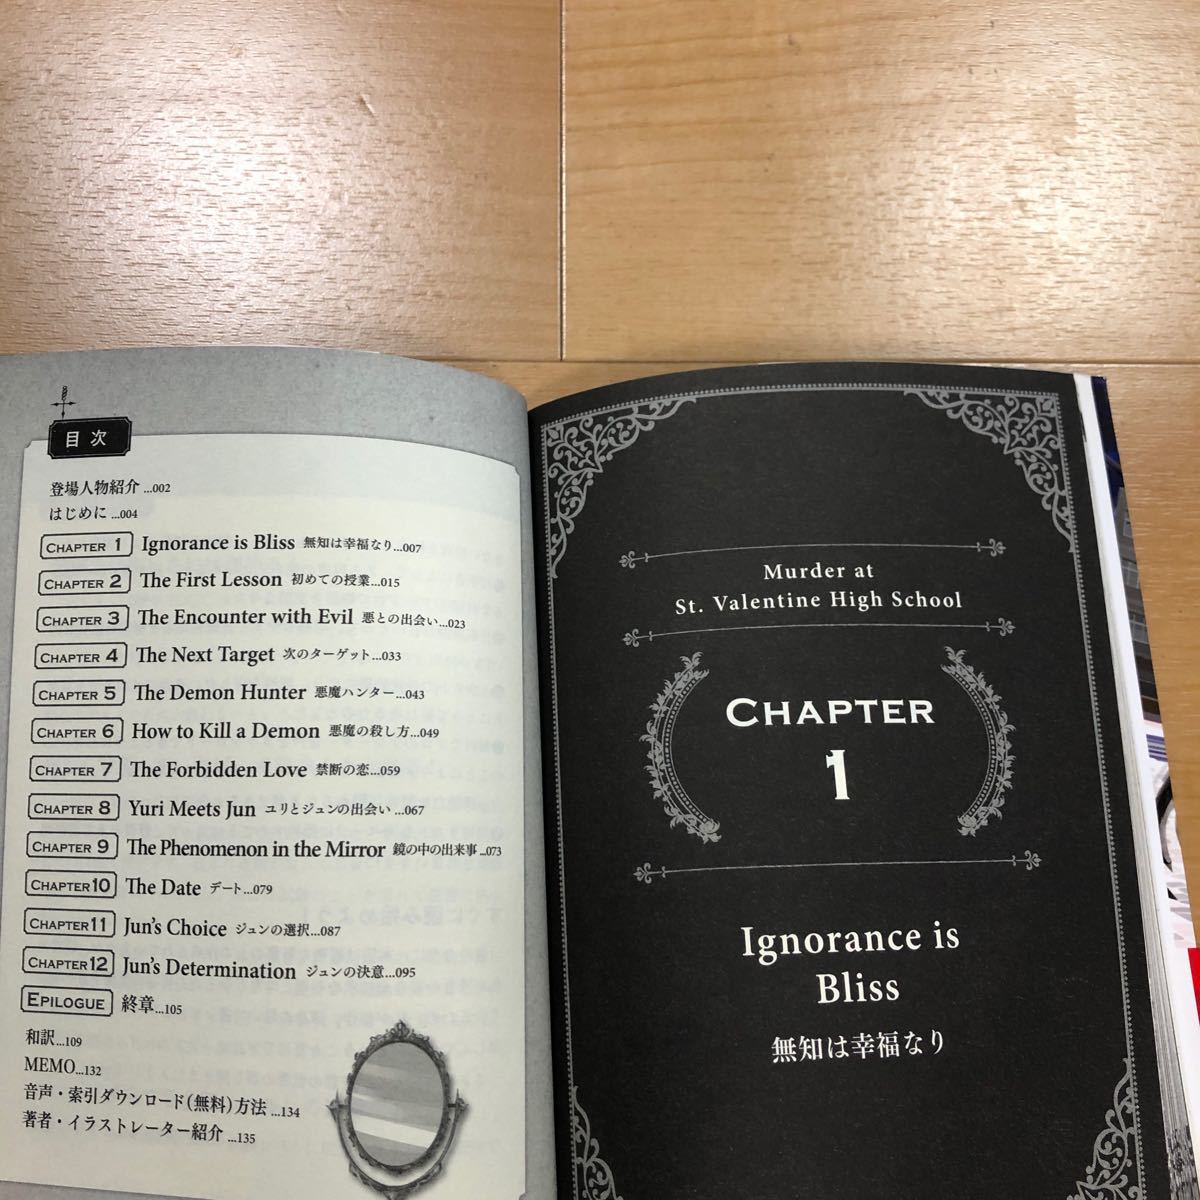 目次
登場人物紹介 ...002
はじめに ...004
CHAPTER 1 Ignorance is Bliss 無知は幸福なり...007
CHAPTER 2 The First Lesson 初めての授業...015
CHAPTER 3 The Encounter with Evil 悪との出会い...023
CHAPTER 4 The Next Target 次のターゲット...033
CHAPTER 5 The Demon Hunter 悪魔ハンター...043
CHAPTER 6 How to Kill a Demon 悪魔の殺し方...049
CHAPTER 7 The Forbidden Love 禁断の恋...059
CHAPTER 8 Yuri Meets Jun ユリとジュンの出会い...067
CHAPTER 9 The Phenomenon in the Mirror 鏡の中の出来事...073
CHAPTER 10 The Date デート...079
CHAPTER 11 Jun's Choice ジュンの選択...087
CHAPTER 12 Jun's Determination ジュンの決意...095
EPILOGUE 終章...105
和訳...109
MEMO...132
音声・索引ダウンロード(無料)方法 ...134
著者・イラストレーター紹介 ...135
Murder at
St. Valentine High School
CHAPTER
1
Ignorance is
Bliss
無知は幸福なり